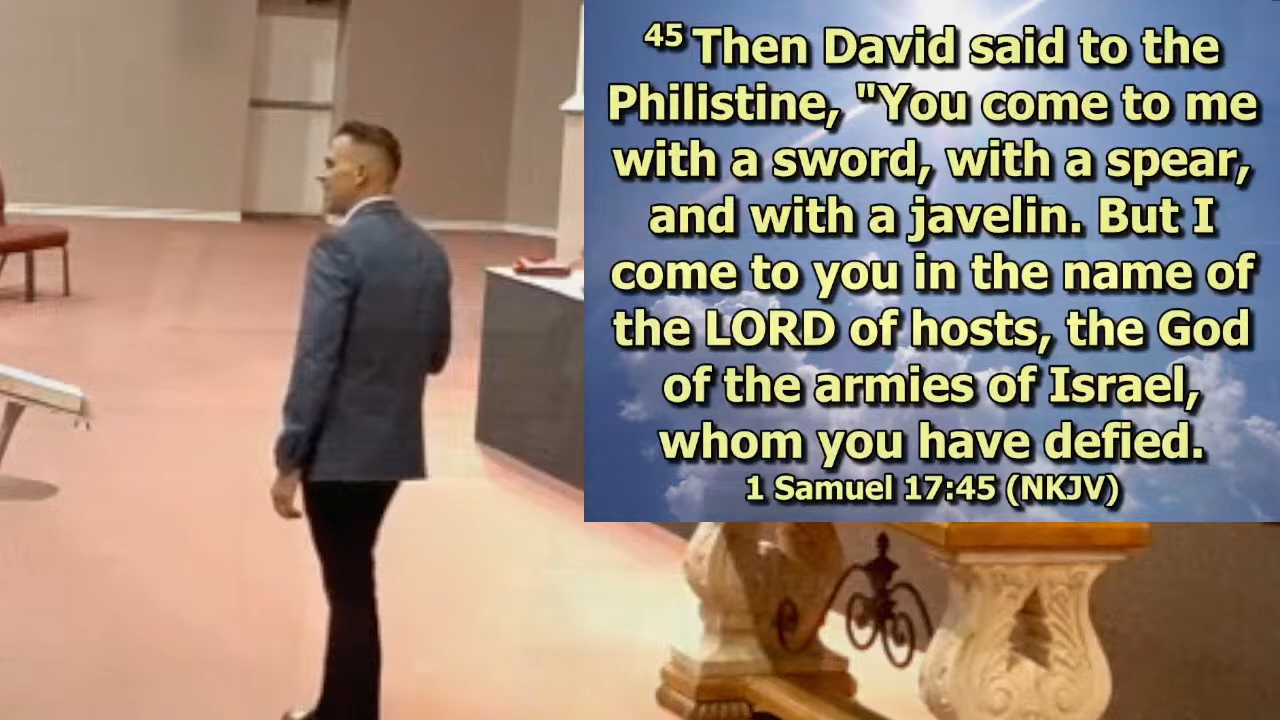 45 Then David said to the
Philistine, "You come to me
with a sword, with a spear,
and with a javelin. But I
come to you in the name of
the LORD of hosts, the God
of the armies of Israel,
whom you have defied.
1 Samuel 17:45 (NKJV)